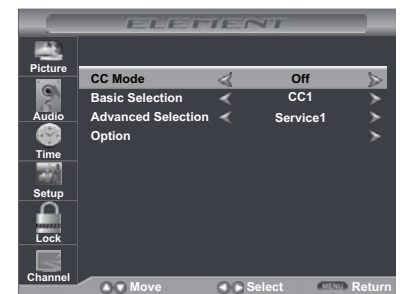 ELEMENT
Picture
Audio
Time
Setup
Lock
Channel
CC Mode Off
Basic Selection CC1
Advanced Selection Service1
Option
Move Select MENU Return